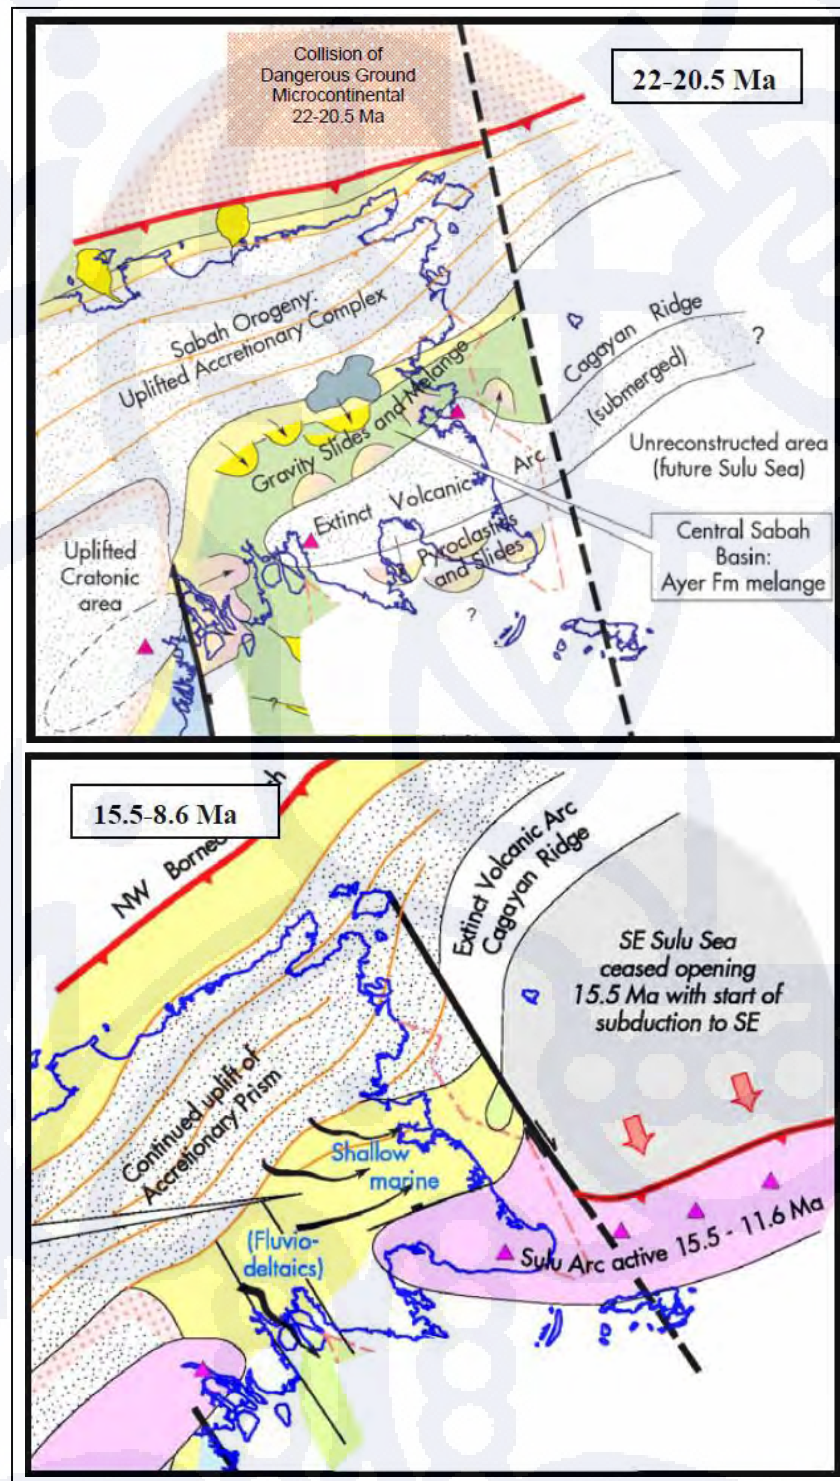 Collision of
Dangerous Ground
Microcontinental
22-20.5 Ma
22-20.5 Ma
Sabah Orogeny:
Uplifted Accretionary Complex
Cagayan Ridge
(submerged)
?
Gravity Slides and Melange
Unreconstructed area
(future Sulu Sea)
Extinct Volcanic Arc
Uplifted
Cratonic
area
Pyroclastics
and Slides
Central Sabah
Basin:
Ayer Fm melange
?
?
?
15.5-8.6 Ma
NW Borneo
Extinct Volcanic Arc
Cagayan Ridge
SE Sulu Sea
ceased opening
15.5 Ma with start of
subduction to SE
Continued uplift of
Accretionary Prism
Shallow
marine
(Fluvio-
deltaics)
Sulu Arc active 15.5 - 11.6 Ma